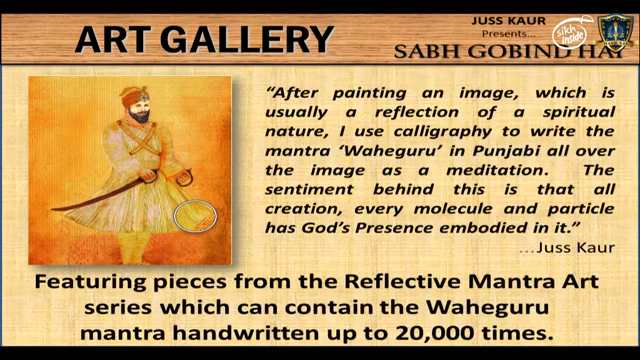 ART GALLERY
JUSS KAUR
Presents...
sikh
inside
SABH GOBIND HAI
“After painting an image, which is
usually a reflection of a spiritual
nature, I use calligraphy to write the
mantra ‘Waheguru’ in Punjabi all over
the image as a meditation. The
sentiment behind this is that all
creation, every molecule and particle
has God’s Presence embodied in it.”
...Juss Kaur
Featuring pieces from the Reflective Mantra Art
series which can contain the Waheguru
mantra handwritten up to 20,000 times.